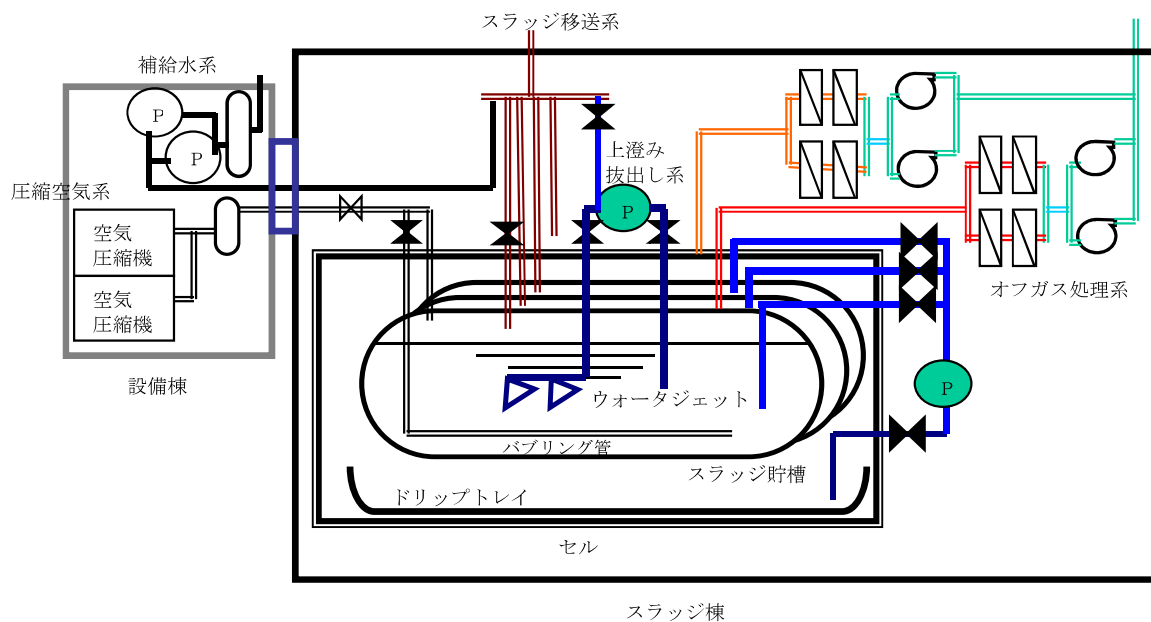 スラッジ移送系
補給水系
P
P
圧縮空気系
空気
圧縮機
空気
圧縮機
設備棟
上澄み
抜出し系
P
オフガス処理系
P
ウォータジェット
バブリング管
スラッジ貯槽
ドリップトレイ
セル
スラッジ棟